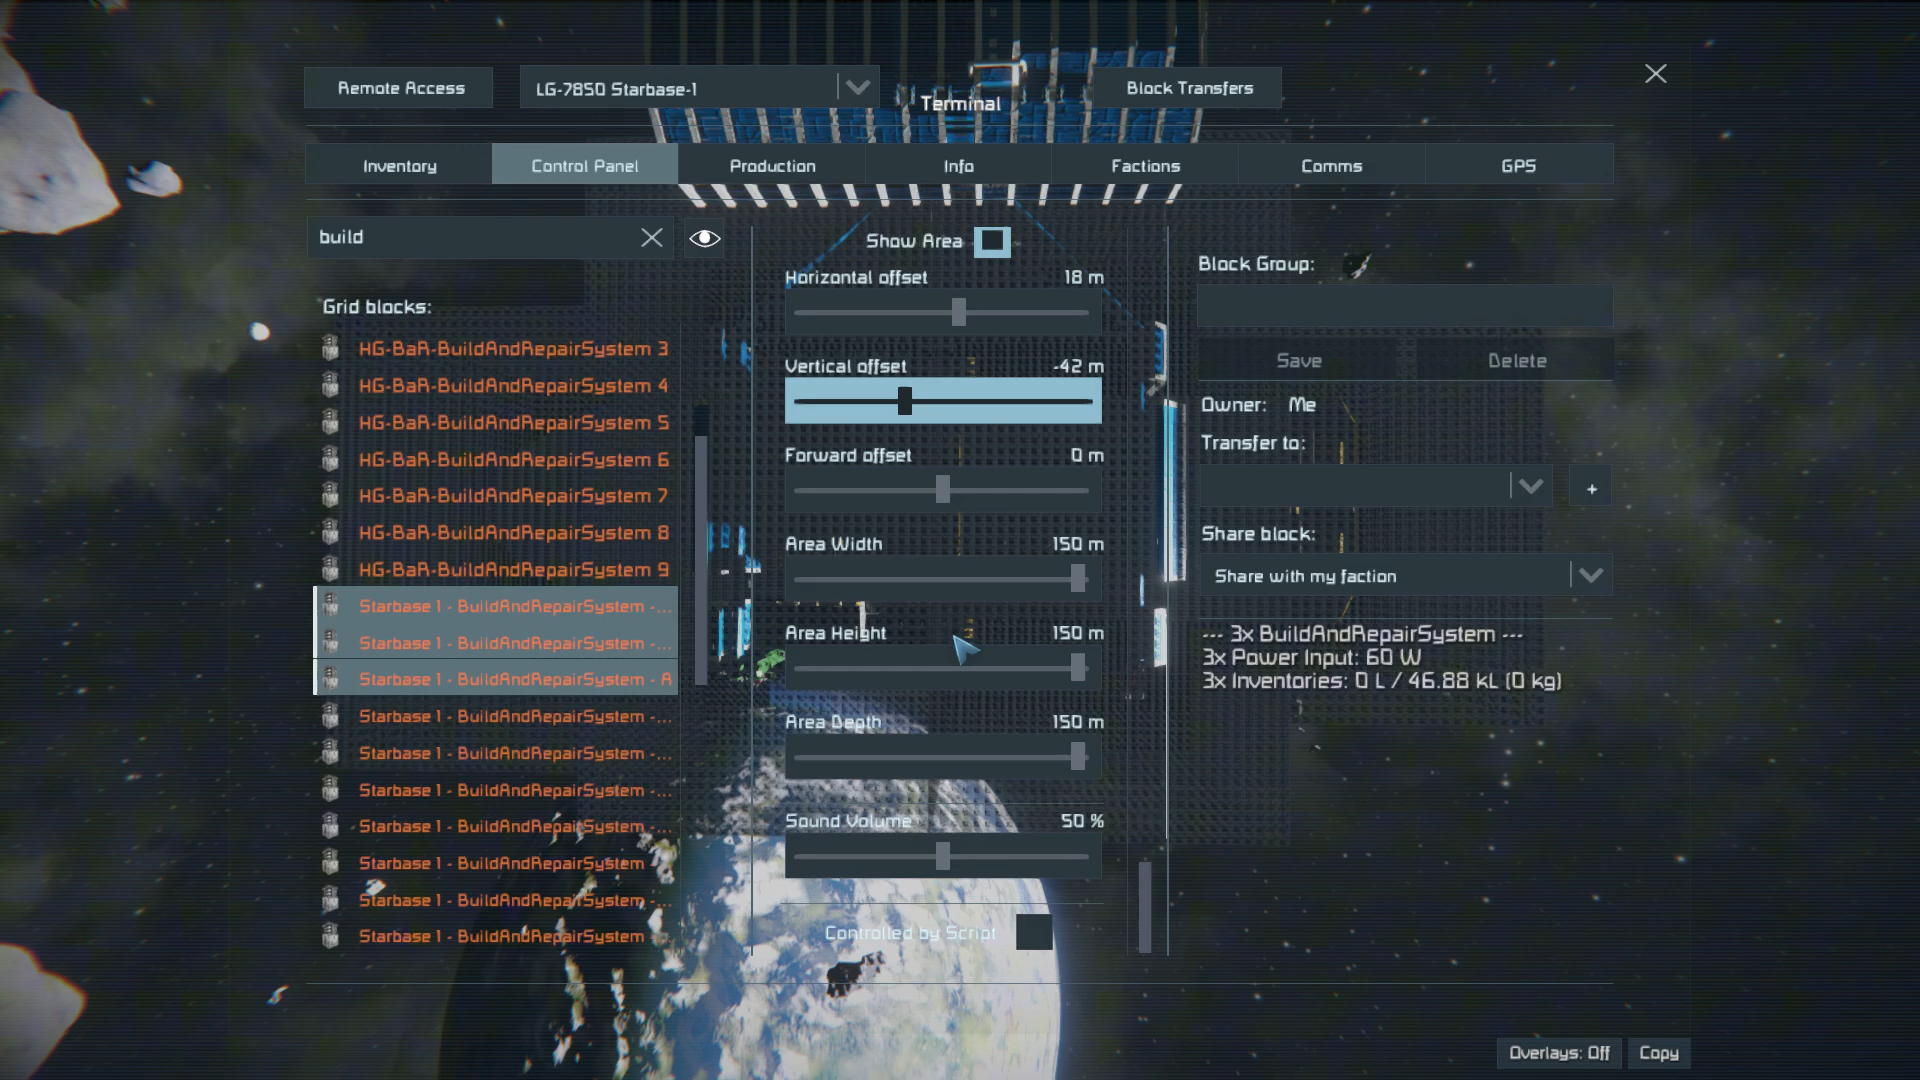 Remote Access
LG-7850 Starbase-1
Terminal
Block Transfers
Inventory
Control Panel
Production
Info
Factions
Comms
GPS
build
Grid blocks:
HG-BaR-BuildAndRepairSystem 3
HG-BaR-BuildAndRepairSystem 4
HG-BaR-BuildAndRepairSystem 5
HG-BaR-BuildAndRepairSystem 6
HG-BaR-BuildAndRepairSystem 7
HG-BaR-BuildAndRepairSystem 8
HG-BaR-BuildAndRepairSystem 9
Starbase 1 - BuildAndRepairSystem -...
Starbase 1 - BuildAndRepairSystem -...
Starbase 1 - BuildAndRepairSystem - A
Starbase 1 - BuildAndRepairSystem -...
Starbase 1 - BuildAndRepairSystem -...
Starbase 1 - BuildAndRepairSystem -...
Starbase 1 - BuildAndRepairSystem -...
Starbase 1 - BuildAndRepairSystem -...
Starbase 1 - BuildAndRepairSystem -...
Starbase 1 - BuildAndRepairSystem -...
Show Area
Horizontal offset 18 m
Vertical offset -42 m
Forward offset 0 m
Area Width 150 m
Area Height 150 m
Area Depth 150 m
Sound Volume 50 %
Controlled by Script
Block Group:
Save
Delete
Owner: Me
Transfer to:
+
Share block:
Share with my faction
--- 3x BuildAndRepairSystem ---
3x Power Input: 60 W
3x Inventories: 0 L / 46.88 kL (0 kg)
Overlays: Off
Copy